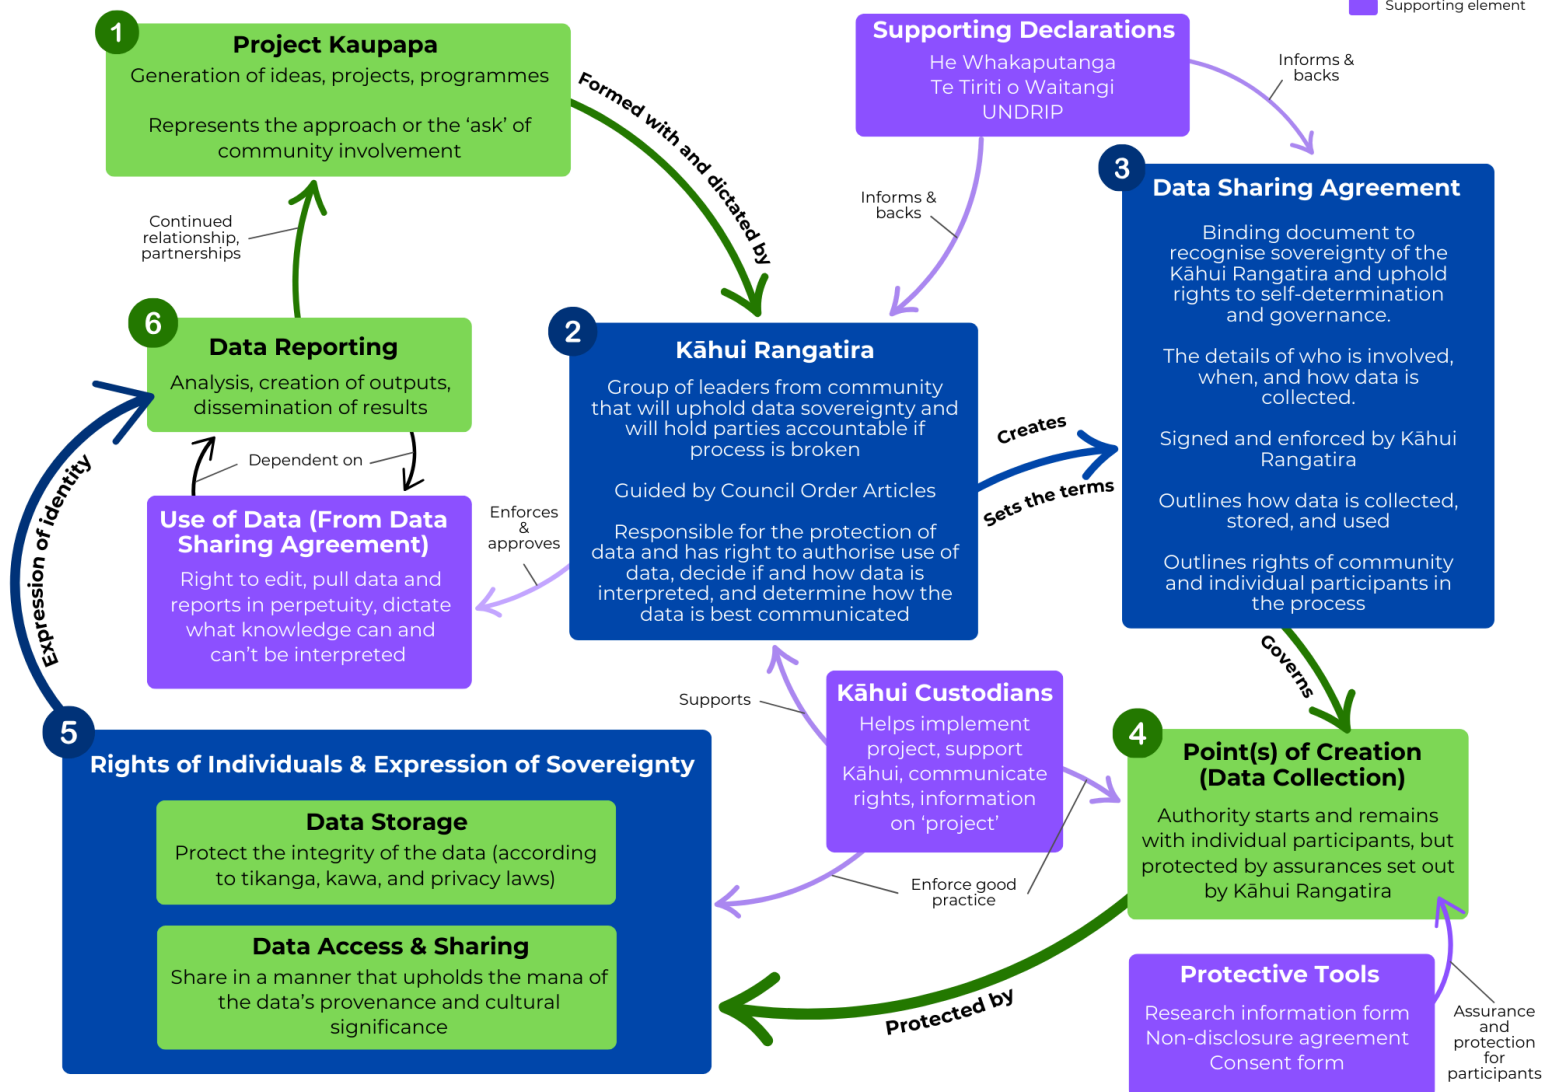 Supporting element
1
Project Kaupapa
Generation of ideas, projects, programmes
Represents the approach or the ‘ask’ of
community involvement
Formed with and dictated by
Supporting Declarations
He Whakaputanga
Te Tiriti o Waitangi
UNDRIP
Informs &
backs
Informs &
backs
3
Data Sharing Agreement
Binding document to
recognise sovereignty of the
Kāhui Rangatira and uphold
rights to self-determination
and governance.
The details of who is involved,
when, and how data is
collected.
Signed and enforced by Kāhui
Rangatira
Outlines how data is collected,
stored, and used
Outlines rights of community
and individual participants in
the process
Continued
relationship,
partnerships
6
Data Reporting
Analysis, creation of outputs,
dissemination of results
Dependent on
Use of Data (From Data
Sharing Agreement)
Right to edit, pull data and
reports in perpetuity, dictate
what knowledge can and
can’t be interpreted
Enforces
&
approves
2
Kāhui Rangatira
Group of leaders from community
that will uphold data sovereignty and
will hold parties accountable if
process is broken
Guided by Council Order Articles
Responsible for the protection of
data and has right to authorise use of
data, decide if and how data is
interpreted, and determine how the
data is best communicated
Creates
Sets the terms
Governs
Expression of identity
Supports
Kāhui Custodians
Helps implement
project, support
Kāhui, communicate
rights, information
on ‘project’
Enforce good
practice
4
Point(s) of Creation
(Data Collection)
Authority starts and remains
with individual participants, but
protected by assurances set out
by Kāhui Rangatira
5
Rights of Individuals & Expression of Sovereignty
Data Storage
Protect the integrity of the data (according
to tikanga, kawa, and privacy laws)
Data Access & Sharing
Share in a manner that upholds the mana of
the data’s provenance and cultural
significance
Protected by
Protective Tools
Research information form
Non-disclosure agreement
Consent form
Assurance
and
protection
for
participants